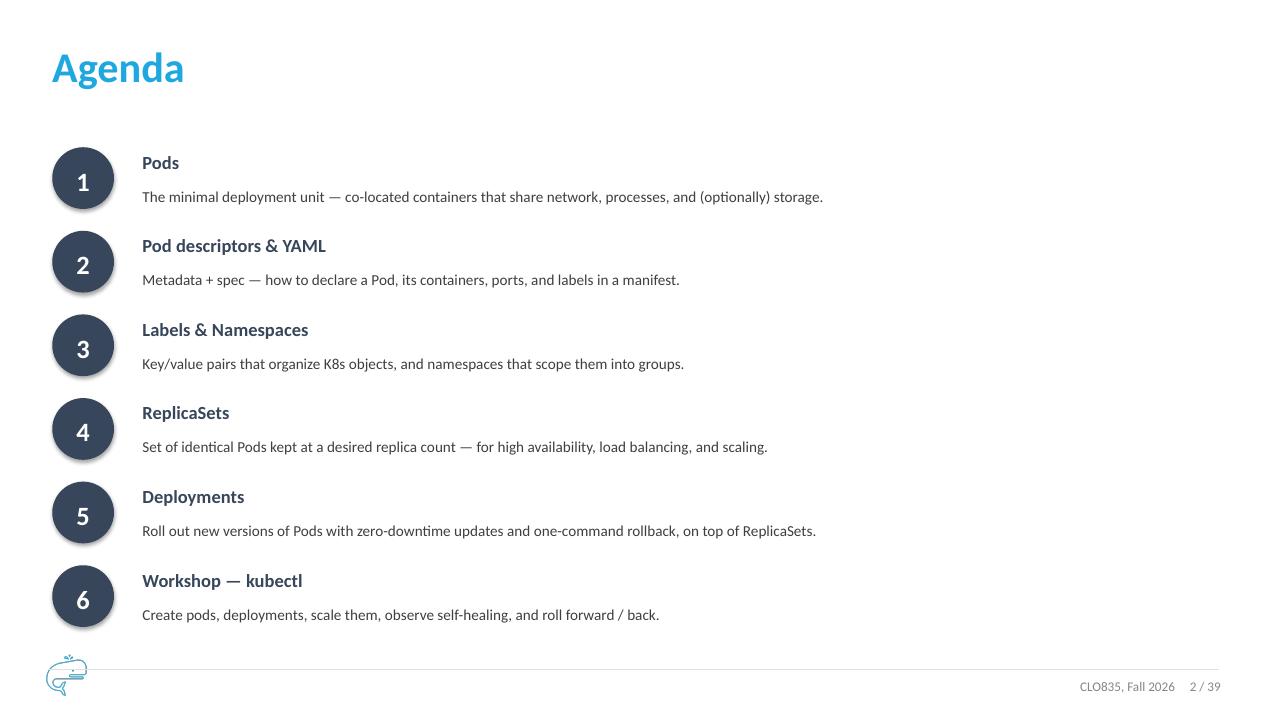 Agenda
1
Pods
The minimal deployment unit — co-located containers that share network, processes, and (optionally) storage.
2
Pod descriptors & YAML
Metadata + spec — how to declare a Pod, its containers, ports, and labels in a manifest.
3
Labels & Namespaces
Key/value pairs that organize K8s objects, and namespaces that scope them into groups.
4
ReplicaSets
Set of identical Pods kept at a desired replica count — for high availability, load balancing, and scaling.
5
Deployments
Roll out new versions of Pods with zero-downtime updates and one-command rollback, on top of ReplicaSets.
6
Workshop — kubectl
Create pods, deployments, scale them, observe self-healing, and roll forward / back.
CLO835, Fall 2026 2 / 39